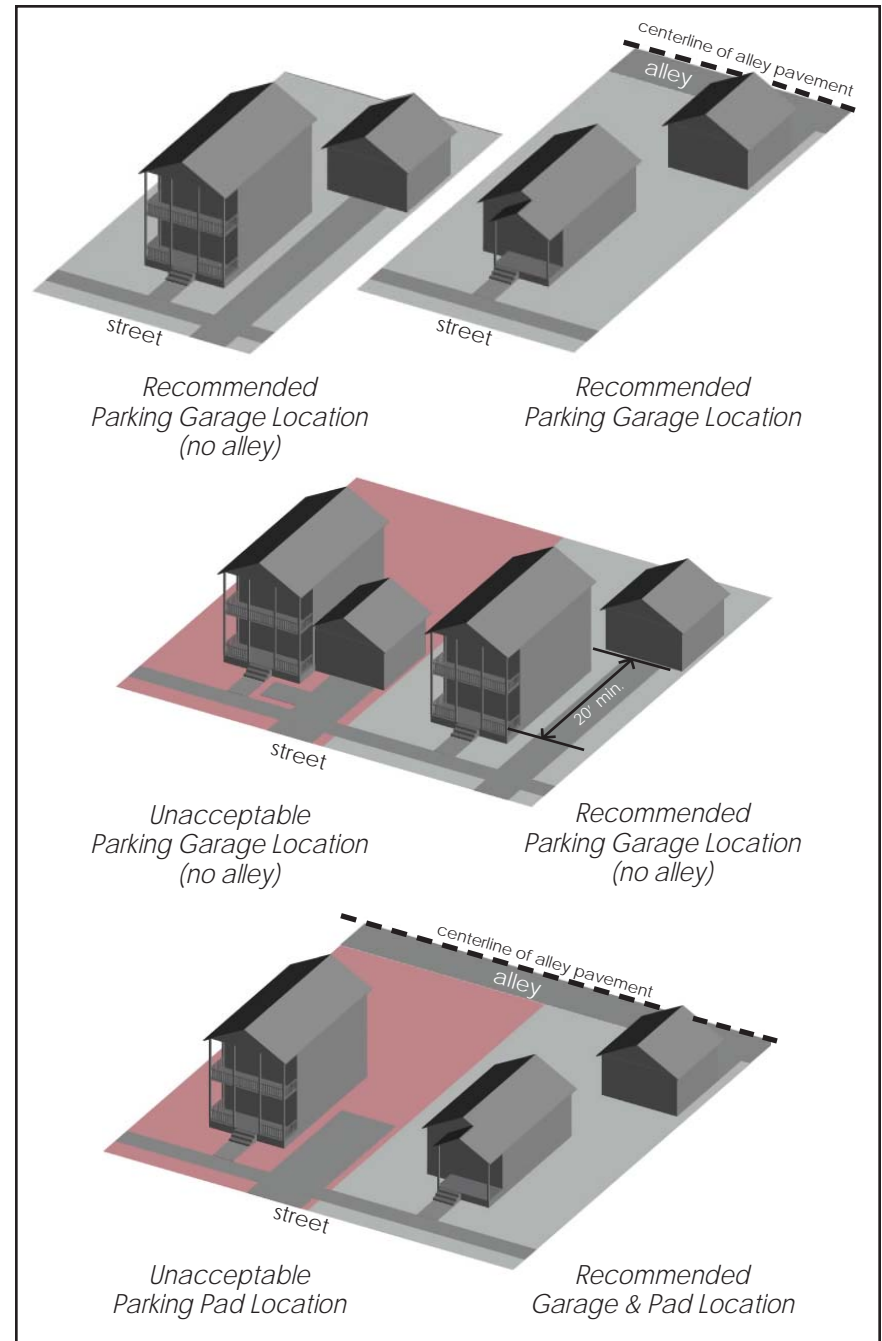 centerline of alley pavement
alley
street
street
Recommended
Parking Garage Location
(no alley)
Recommended
Parking Garage Location
20' min.
street
Unacceptable
Parking Garage Location
(no alley)
Recommended
Parking Garage Location
(no alley)
centerline of alley pavement
alley
street
Unacceptable
Parking Pad Location
Recommended
Garage & Pad Location